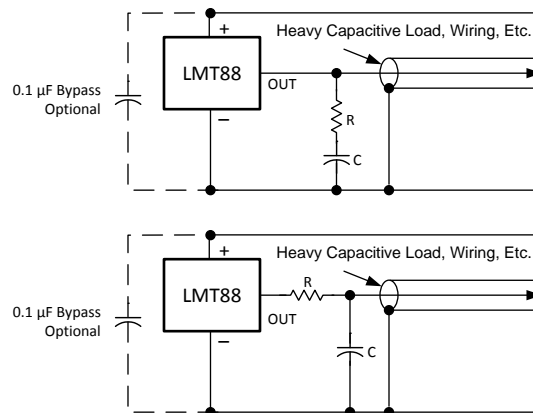 Heavy Capacitive Load, Wiring, Etc.
+
LMT88
OUT
0.1 µF Bypass
Optional
R
−
C
Heavy Capacitive Load, Wiring, Etc.
+
R
LMT88
OUT
0.1 µF Bypass
Optional
−
C